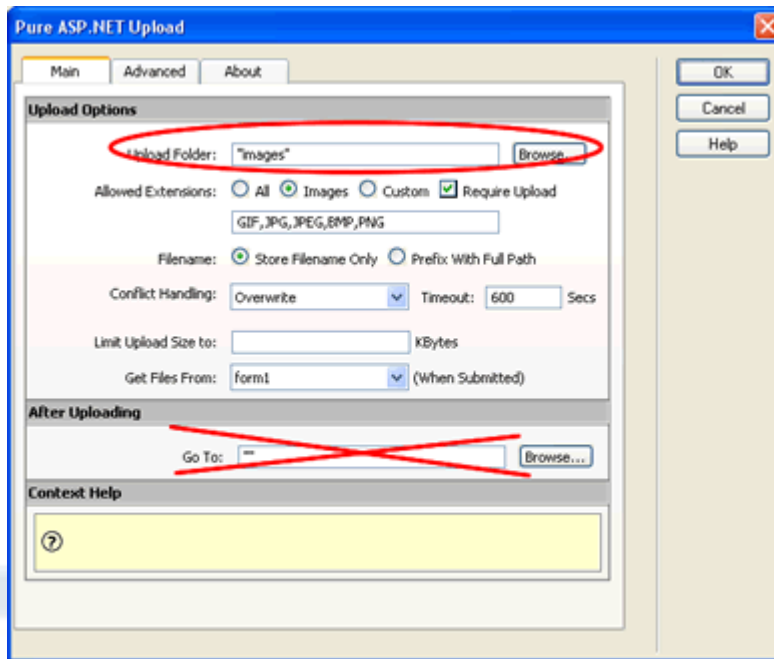 Pure ASP.NET Upload
Main Advanced About
OK
Cancel
Help
Upload Options
Upload Folder: "images" Browse...
Allowed Extensions: All Images Custom Require Upload
GIF,JPG,JPEG,BMP,PNG
Filename: Store Filename Only Prefix With Full Path
Conflict Handling: Overwrite Timeout: 600 Secs
Limit Upload Size to: KBytes
Get Files From: form1 (When Submitted)
After Uploading
Go To: "" Browse...
Context Help
?